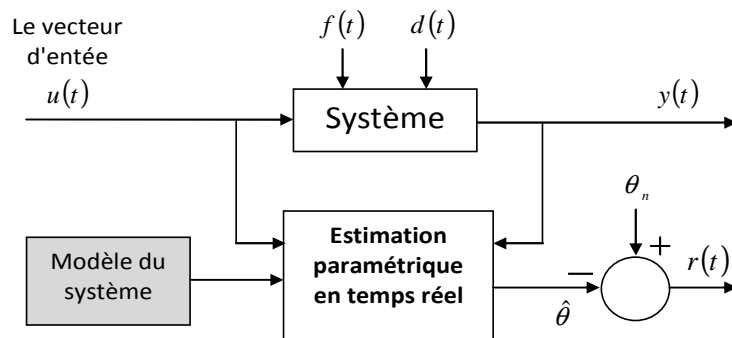 Le vecteur
d'entée
u(t)
f(t)
d(t)
Système
y(t)
Modèle du
système
Estimation
paramétrique
en temps réel
θₙ
+
−
θ̂
r(t)